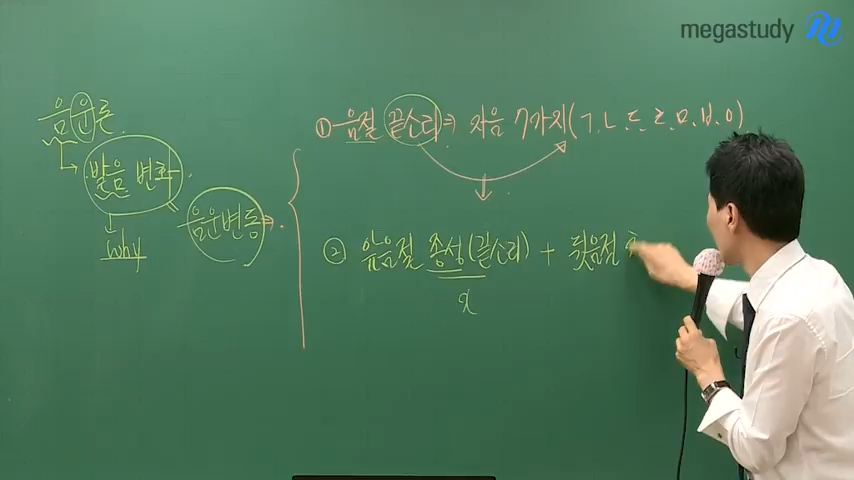 megastudy
음운론
발음 변화
why
음운변동
① 음절 끝소리 ⇒ 자음 7가지(ㄱ, ㄴ, ㄷ, ㄹ, ㅁ, ㅂ, ㅇ)
② 앞음절 종성(끝소리) + 뒷음절
x